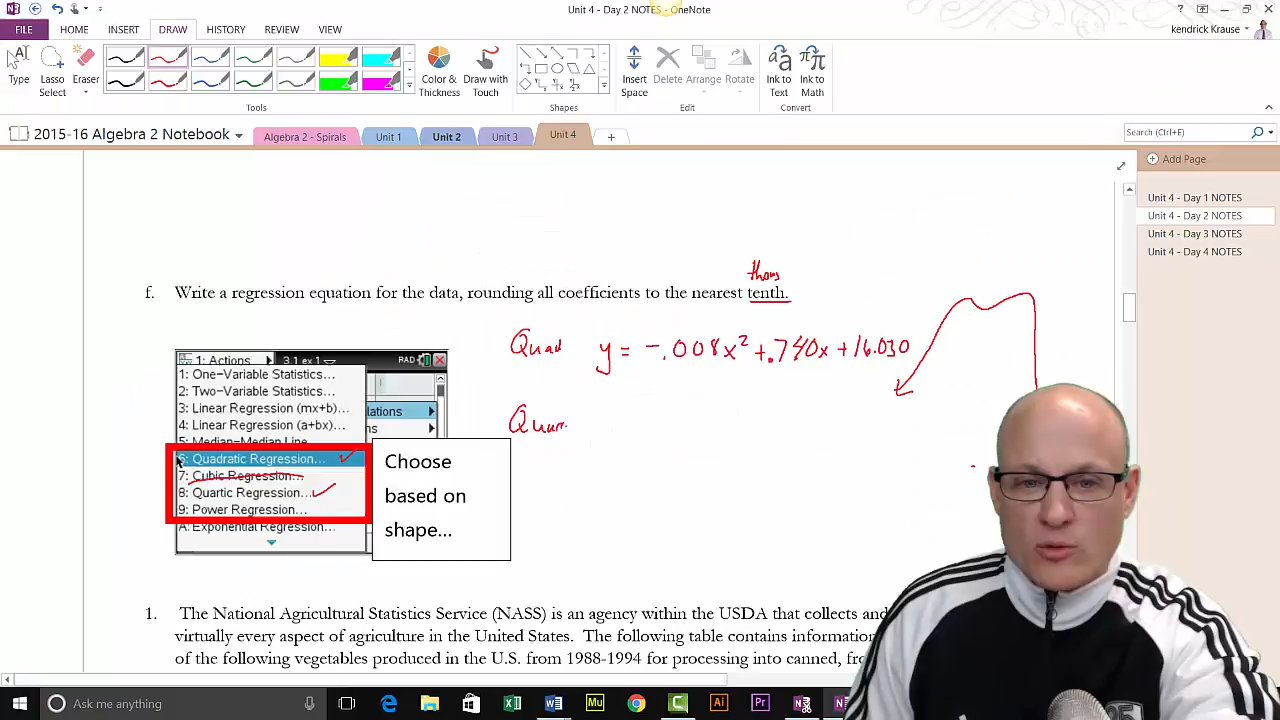 Unit 4 - Day 2 NOTES - OneNote
FILE HOME INSERT DRAW HISTORY REVIEW VIEW
kendrick Krause
Type Lasso Select Eraser Color & Thickness Draw with Touch Insert Space Delete Arrange Rotate Ink to Text Ink to Math
Tools Shapes Edit Convert
2015-16 Algebra 2 Notebook Algebra 2 - Spirals Unit 1 Unit 2 Unit 3 Unit 4 Search (Ctrl+E)
Add Page
Unit 4 - Day 1 NOTES
Unit 4 - Day 2 NOTES
Unit 4 - Day 3 NOTES
Unit 4 - Day 4 NOTES
thous
f. Write a regression equation for the data, rounding all coefficients to the nearest tenth.
Quad y = -.008x² + .740x + 16.030
1: Actions 3.1 ex 1 RAD
1: One-Variable Statistics...
2: Two-Variable Statistics...
3: Linear Regression (mx+b)...
4: Linear Regression (a+bx)... 
5: Median-Median Line
6: Quadratic Regression...
7: Cubic Regression...
8: Quartic Regression...
9: Power Regression...
A: Exponential Regression...
Choose
based on
shape...
1. The National Agricultural Statistics Service (NASS) is an agency within the USDA that collects and
virtually every aspect of agriculture in the United States. The following table contains information
of the following vegetables produced in the U.S. from 1988-1994 for processing into canned,
Ask me anything